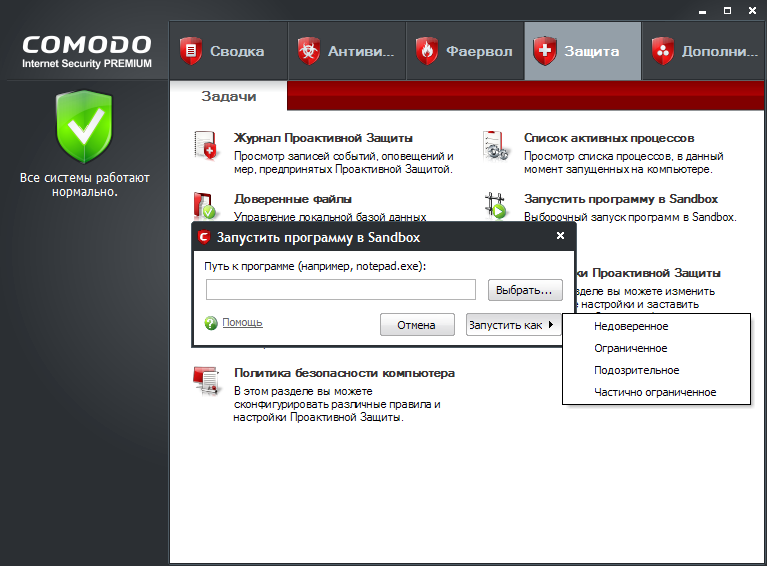 COMODO
Internet Security PREMIUM
Сводка
Антиви...
Фаервол
Защита
Дополни...
Все системы работают
нормально.
Задачи
Журнал Проактивной Защиты
Просмотр записей событий, оповещений и
мер, предпринятых Проактивной Защитой.
Список активных процессов
Просмотр списка процессов, в данный
момент запущенных на компьютере.
Доверенные файлы
Управление локальной базой данных
Запустить программу в Sandbox
Выборочный запуск программ в Sandbox.
C Запустить программу в Sandbox
Путь к программе (например, notepad.exe):
Выбрать...
Помощь
Отмена
Запустить как
Недоверенное
Ограниченное
Подозрительное
Частично ограниченное
ки Проактивной Защиты
зделе вы можете изменить
е настройки и заставить
Политика безопасности компьютера
В этом разделе вы можете
сконфигурировать различные правила и
настройки Проактивной Защиты.